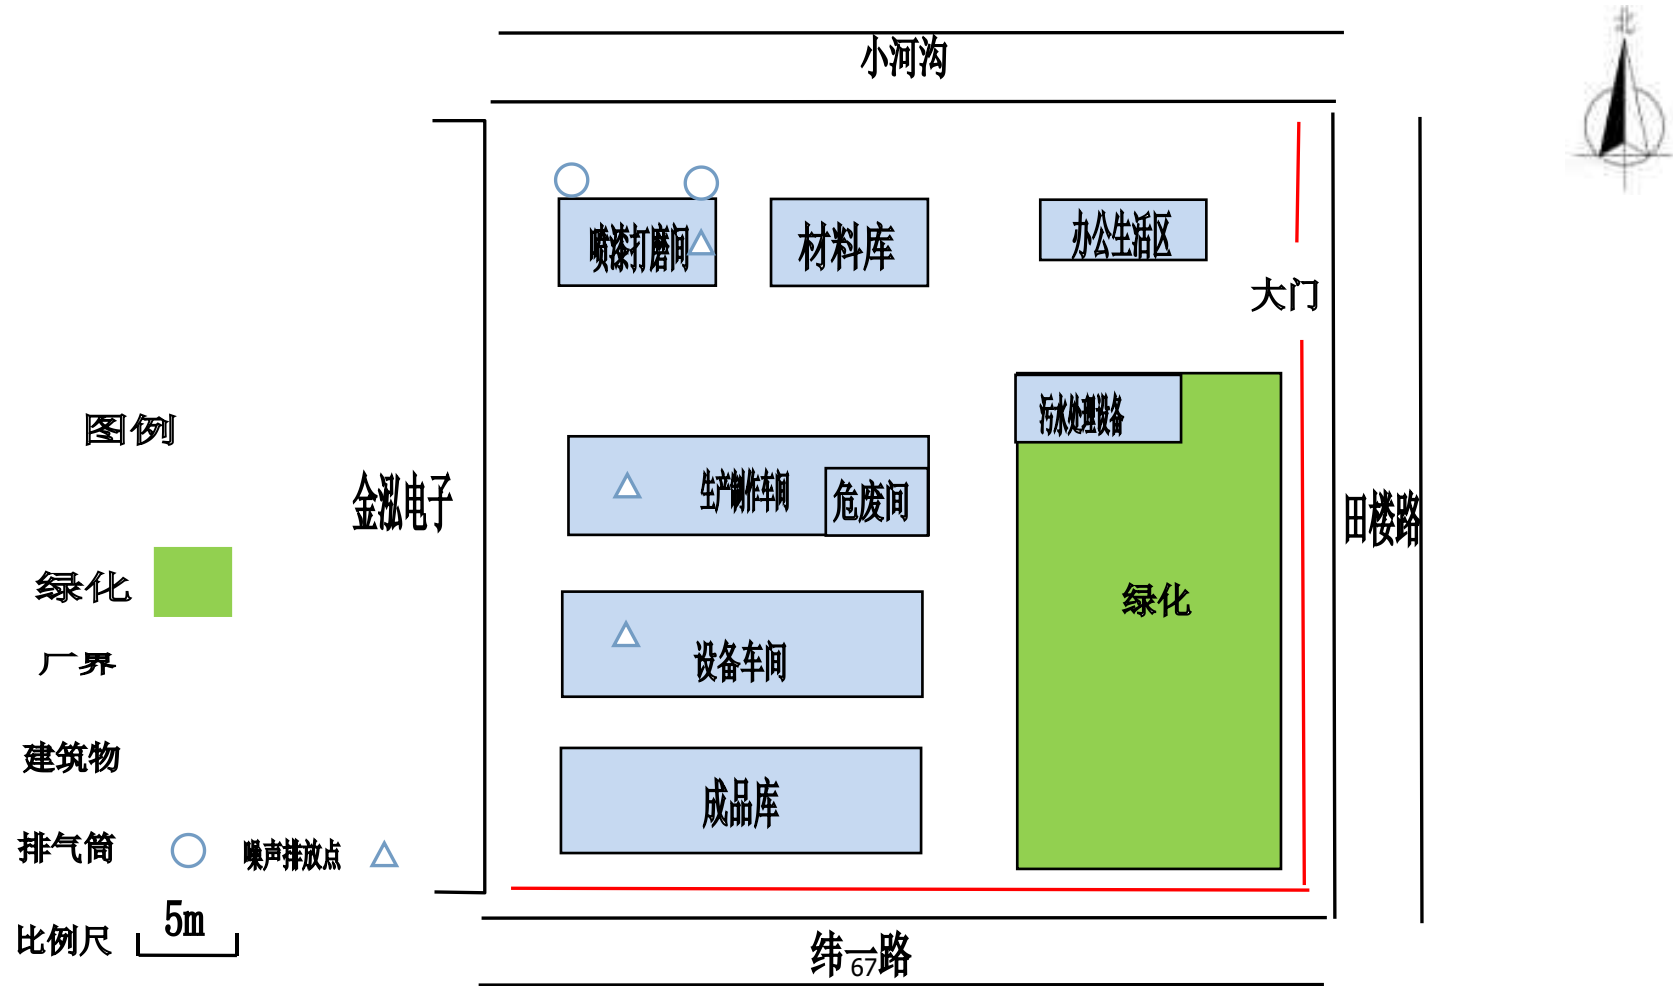 北
小河沟
喷漆打磨间
材料库
办公生活区
大门
污水处理设备
图例
金泓电子
生产制作车间
危废间
田楼路
绿化
绿化
厂界
设备车间
建筑物
成品库
排气筒
噪声排放点
比例尺
5m
纬一路
67